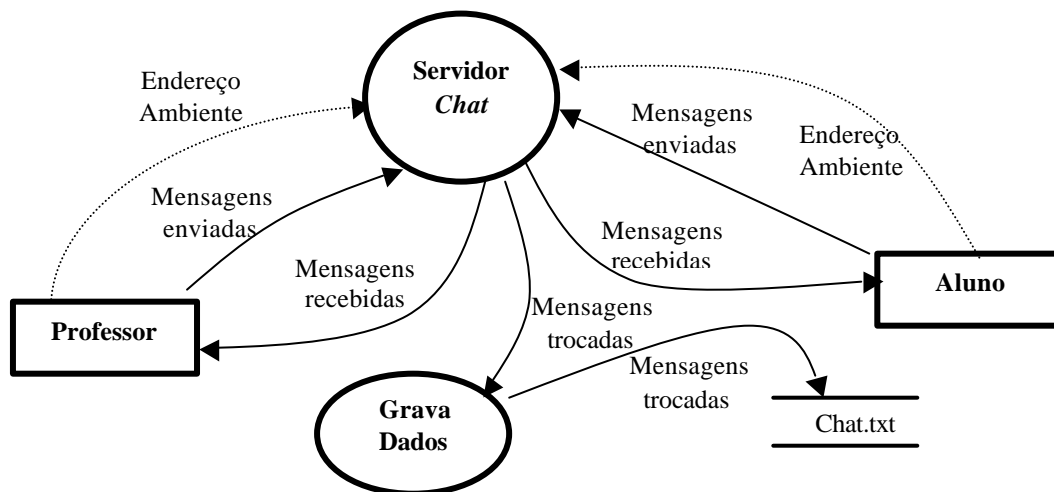 Servidor
Chat
Endereço
Ambiente
Mensagens
enviadas
Endereço
Ambiente
Mensagens
enviadas
Mensagens
recebidas
Mensagens
recebidas
Aluno
Professor
Mensagens
trocadas
Mensagens
trocadas
Grava
Dados
Chat.txt